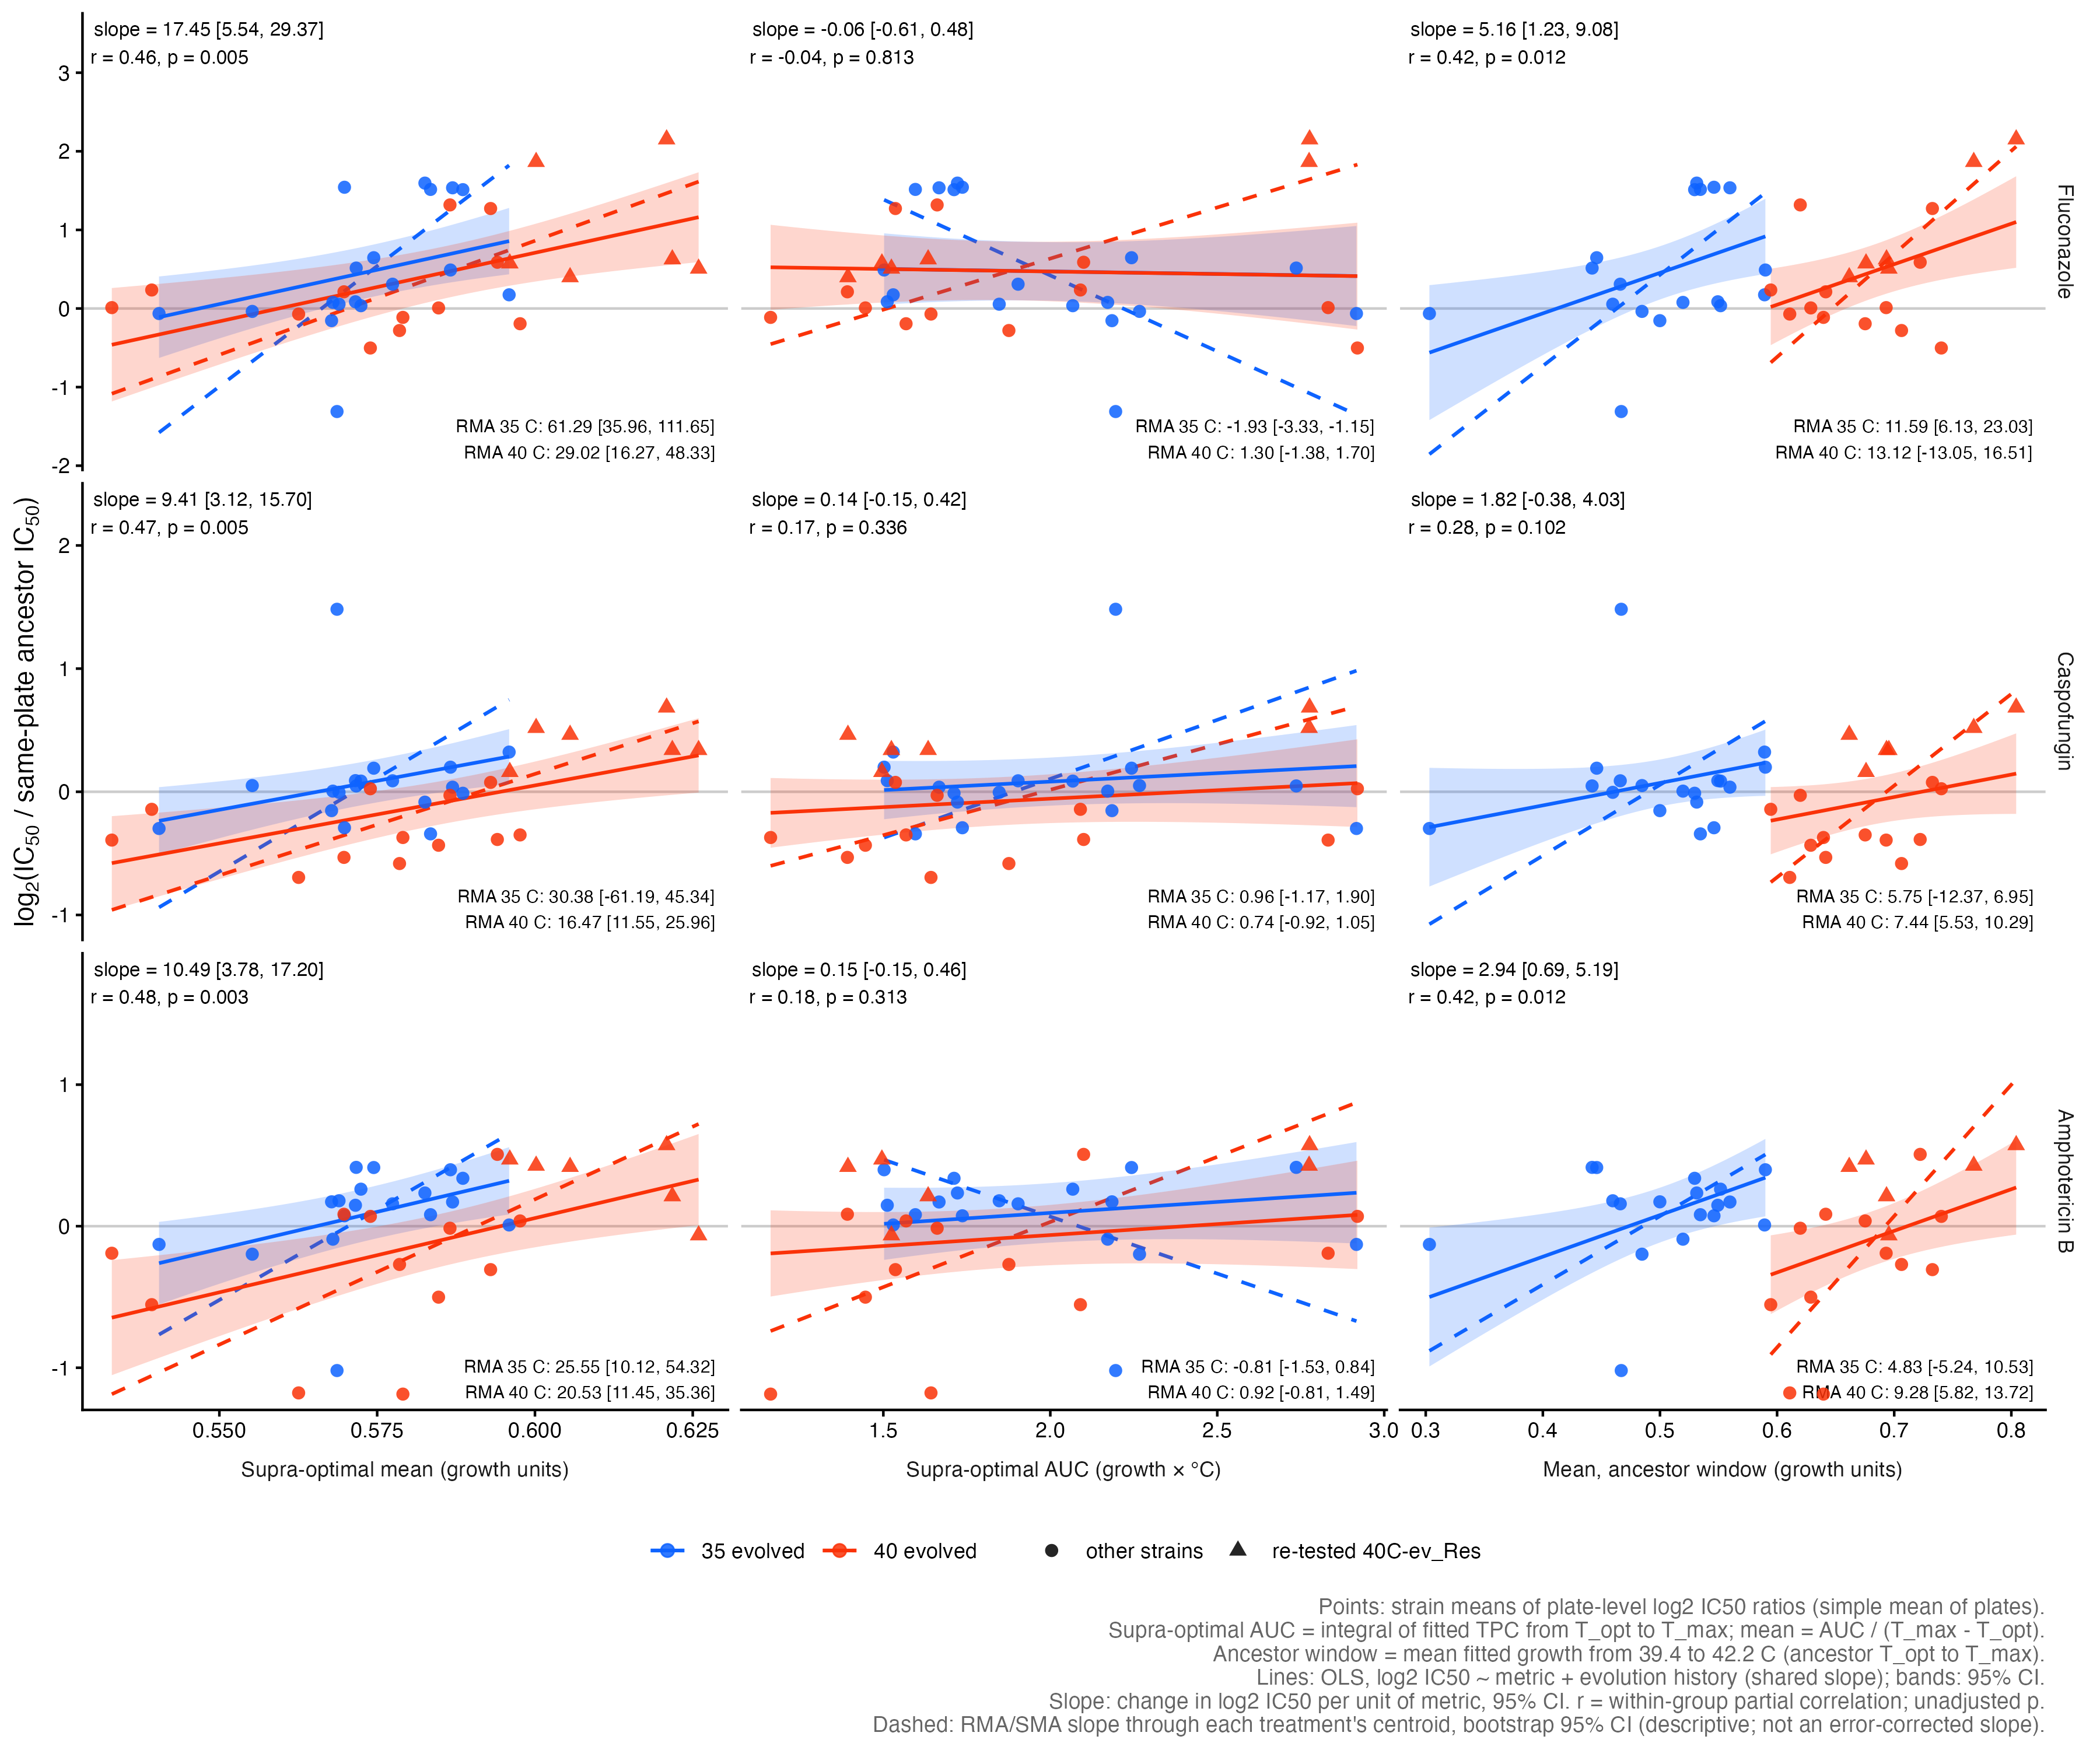 slope = 17.45 [5.54, 29.37]
r = 0.46, p = 0.005
slope = -0.06 [-0.61, 0.48]
r = -0.04, p = 0.813
slope = 5.16 [1.23, 9.08]
r = 0.42, p = 0.012
3
2
1
0
-1
-2
Fluconazole
RMA 35 C: 61.29 [35.96, 111.65]
RMA 40 C: 29.02 [16.27, 48.33]
RMA 35 C: -1.93 [-3.33, -1.15]
RMA 40 C: 1.30 [-1.38, 1.70]
RMA 35 C: 11.59 [6.13, 23.03]
RMA 40 C: 13.12 [-13.05, 16.51]
log2(IC50 / same-plate ancestor IC50)
slope = 9.41 [3.12, 15.70]
r = 0.47, p = 0.005
slope = 0.14 [-0.15, 0.42]
r = 0.17, p = 0.336
slope = 1.82 [-0.38, 4.03]
r = 0.28, p = 0.102
2
1
0
-1
Caspofungin
RMA 35 C: 30.38 [-61.19, 45.34]
RMA 40 C: 16.47 [11.55, 25.96]
RMA 35 C: 0.96 [-1.17, 1.90]
RMA 40 C: 0.74 [-0.92, 1.05]
RMA 35 C: 5.75 [-12.37, 6.95]
RMA 40 C: 7.44 [5.53, 10.29]
slope = 10.49 [3.78, 17.20]
r = 0.48, p = 0.003
slope = 0.15 [-0.15, 0.46]
r = 0.18, p = 0.313
slope = 2.94 [0.69, 5.19]
r = 0.42, p = 0.012
1
0
-1
Amphotericin B
RMA 35 C: 25.55 [10.12, 54.32]
RMA 40 C: 20.53 [11.45, 35.36]
RMA 35 C: -0.81 [-1.53, 0.84]
RMA 40 C: 0.92 [-0.81, 1.49]
RMA 35 C: 4.83 [-5.24, 10.53]
RMA 40 C: 9.28 [5.82, 13.72]
0.550 0.575 0.600 0.625
1.5 2.0 2.5 3.0
0.3 0.4 0.5 0.6 0.7 0.8
Supra-optimal mean (growth units)
Supra-optimal AUC (growth × °C)
Mean, ancestor window (growth units)
35 evolved
40 evolved
other strains
re-tested 40C-ev_Res
Points: strain means of plate-level log2 IC50 ratios (simple mean of plates).
Supra-optimal AUC = integral of fitted TPC from T_opt to T_max; mean = AUC / (T_max - T_opt).
Ancestor window = mean fitted growth from 39.4 to 42.2 C (ancestor T_opt to T_max).
Lines: OLS, log2 IC50 ~ metric + evolution history (shared slope); bands: 95% CI.
Slope: change in log2 IC50 per unit of metric, 95% CI. r = within-group partial correlation; unadjusted p.
Dashed: RMA/SMA slope through each treatment's centroid, bootstrap 95% CI (descriptive; not an error-corrected slope).